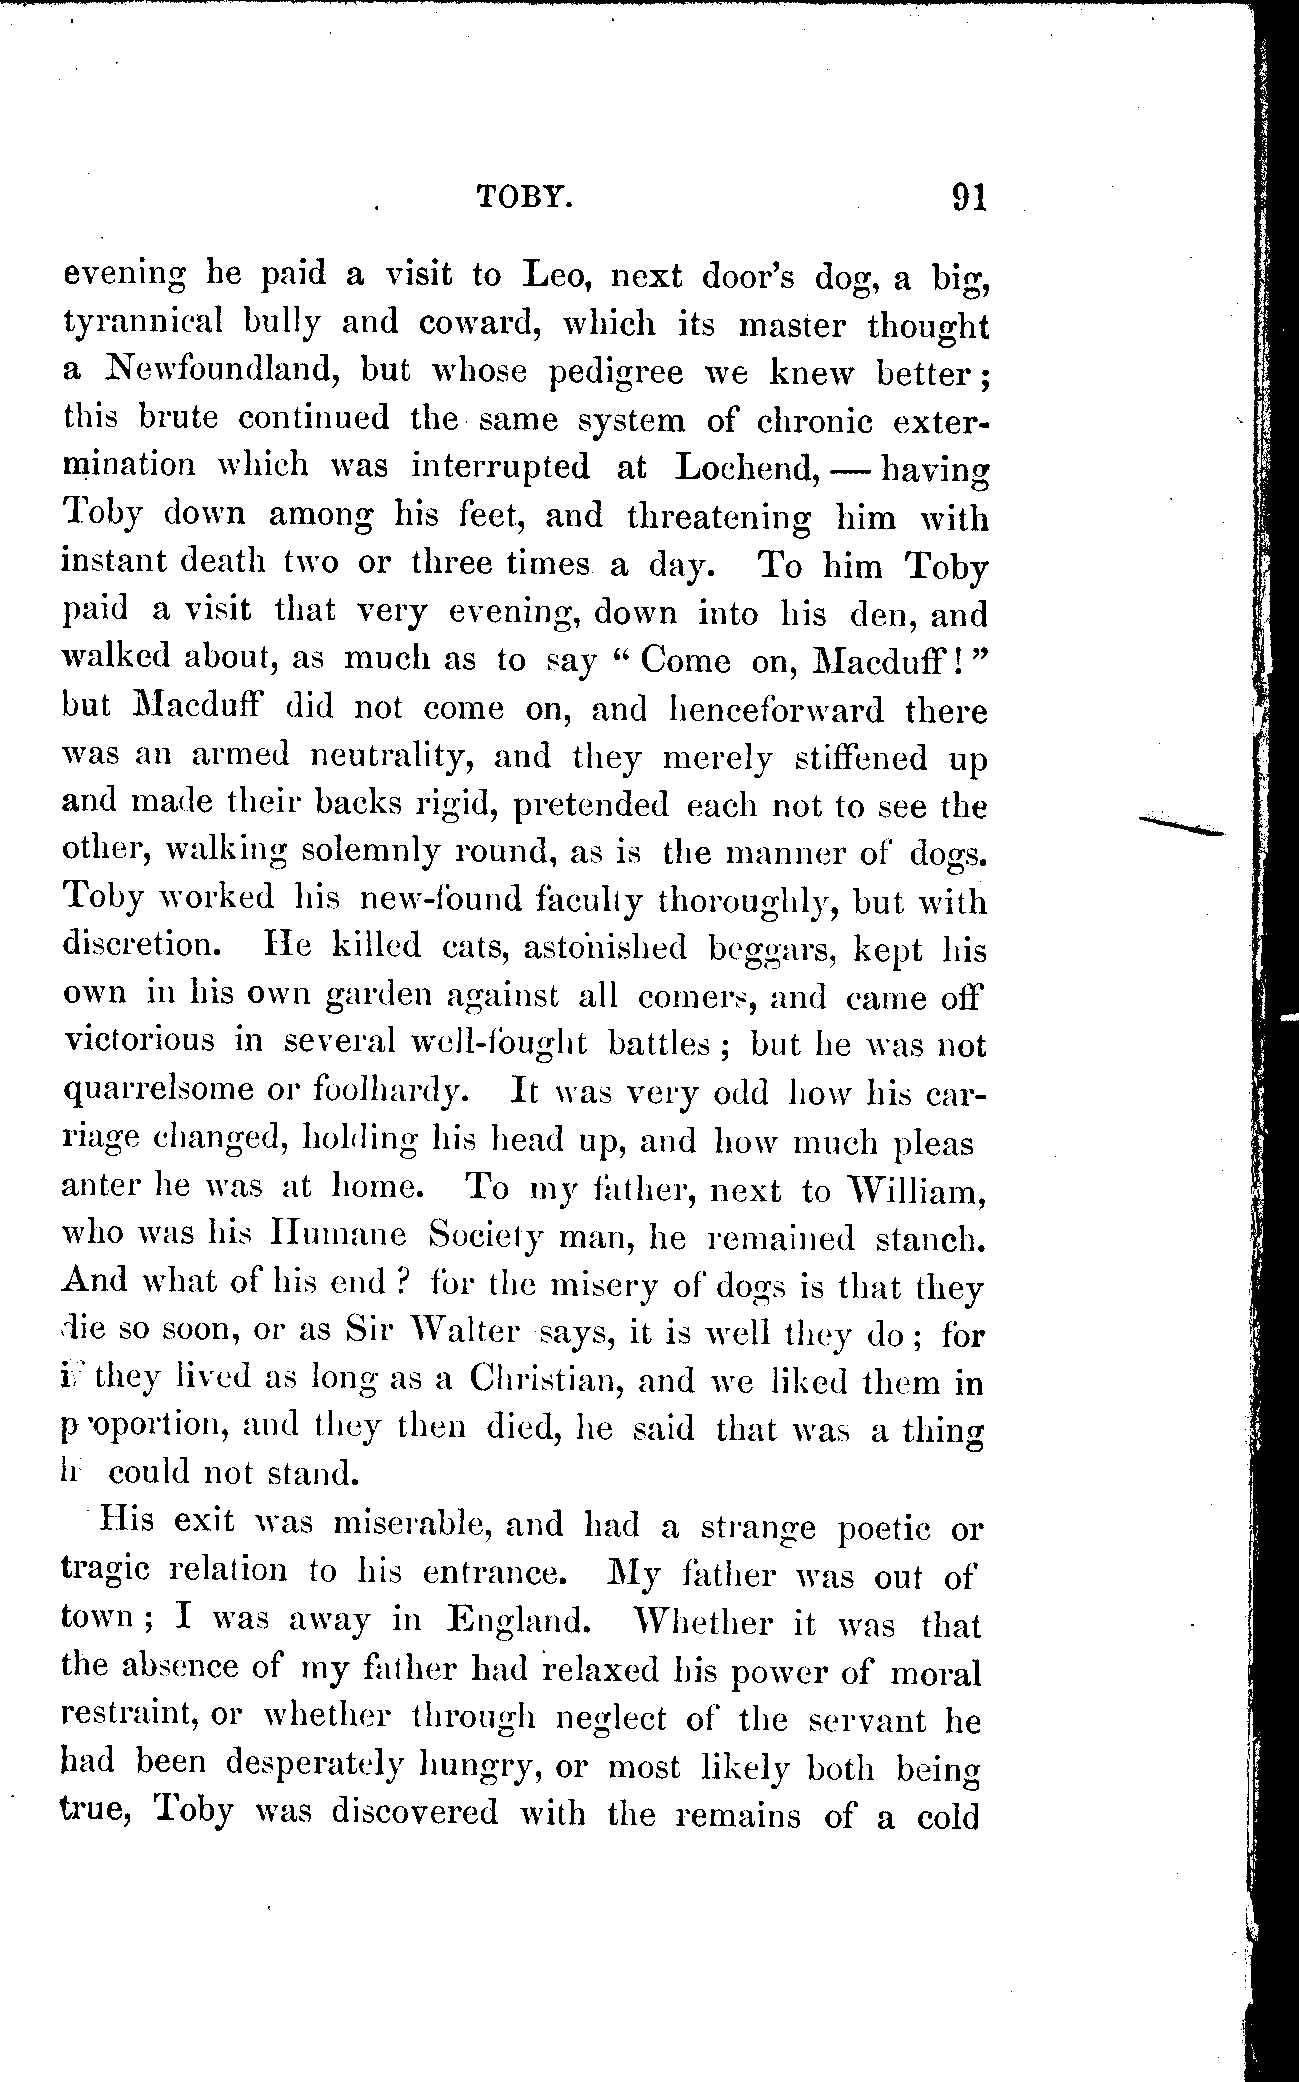 TOBY. 91
evening he paid a visit to Leo, next door's dog, a big,
tyrannical bully and coward, which its master thought
a Newfoundland, but whose pedigree we knew better;
this brute continued the same system of chronic exter-
mination which was interrupted at Lochend, — having
Toby down among his feet, and threatening him with
instant death two or three times a day. To him Toby
paid a visit that very evening, down into his den, and
walked about, as much as to say "Come on, Macduff!"
but Macduff did not come on, and henceforward there
was an armed neutrality, and they merely stiffened up
and made their backs rigid, pretended each not to see the
other, walking solemnly round, as is the manner of dogs.
Toby worked his new-found faculty thoroughly, but with
discretion. He killed cats, astonished beggars, kept his
own in his own garden against all comers, and came off
victorious in several well-fought battles; but he was not
quarrelsome or foolhardy. It was very odd how his car-
riage changed, holding his head up, and how much pleas
anter he was at home. To my father, next to William,
who was his Humane Society man, he remained stanch.
And what of his end? for the misery of dogs is that they
die so soon, or as Sir Walter says, it is well they do; for
if they lived as long as a Christian, and we liked them in
proportion, and they then died, he said that was a thing
h could not stand.
His exit was miserable, and had a strange poetic or
tragic relation to his entrance. My father was out of
town; I was away in England. Whether it was that
the absence of my father had relaxed his power of moral
restraint, or whether through neglect of the servant he
had been desperately hungry, or most likely both being
true, Toby was discovered with the remains of a cold